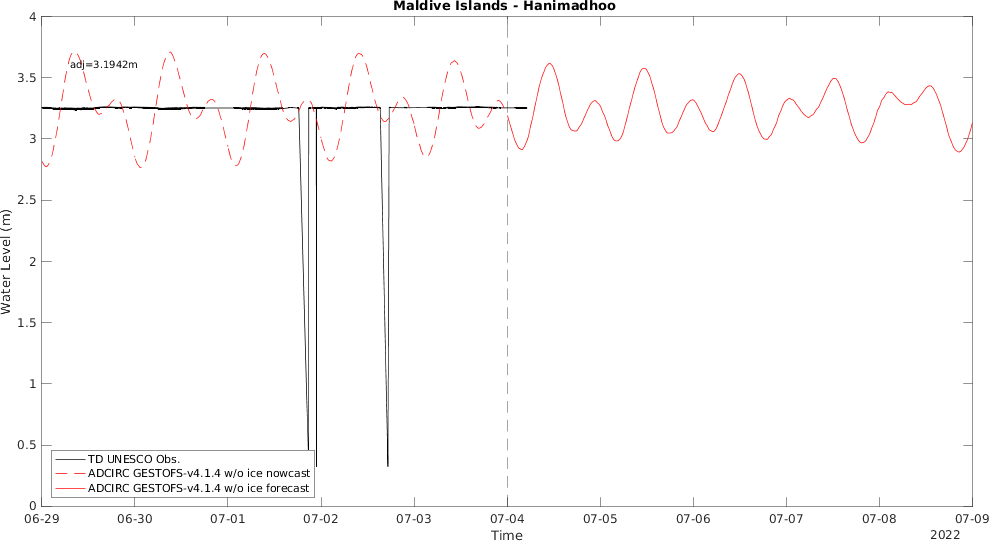 Maldive Islands - Hanimadhoo
4
adj=3.1942m
3.5
3
2.5
2
1.5
1
0.5
0
Water Level (m)
TD UNESCO Obs.
ADCIRC GESTOFS-v4.1.4 w/o ice nowcast
ADCIRC GESTOFS-v4.1.4 w/o ice forecast
06-29 06-30 07-01 07-02 07-03 07-04 07-05 07-06 07-07 07-08 07-09
Time
2022